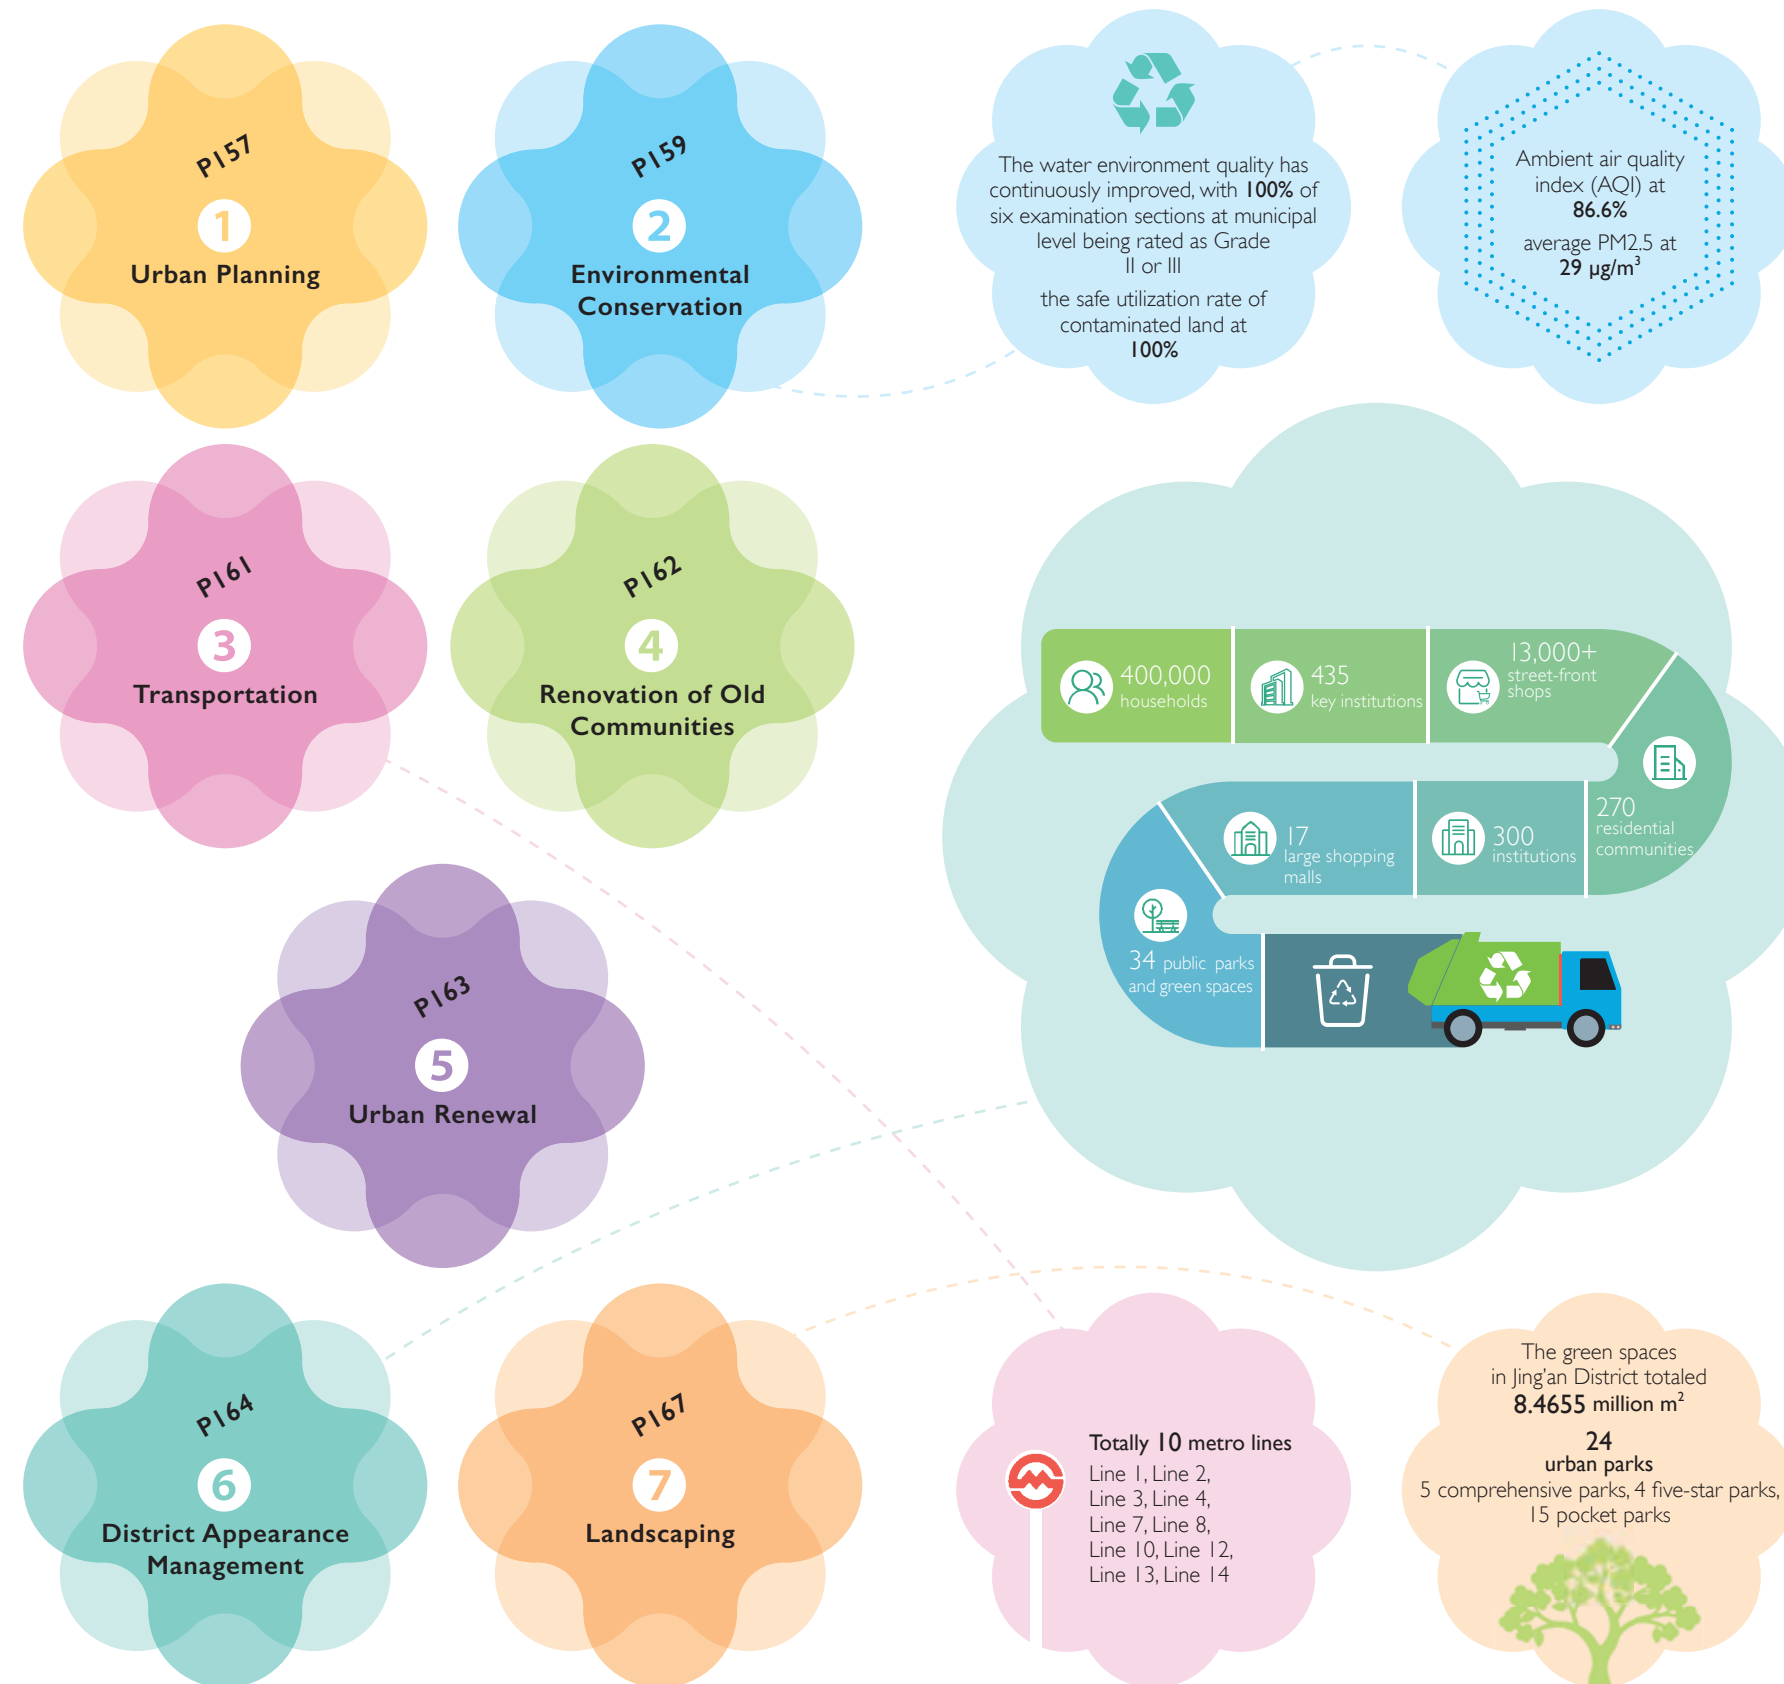 P157
1
Urban Planning
P159
2
Environmental
Conservation
The water environment quality has
continuously improved, with 100% of
six examination sections at municipal
level being rated as Grade
II or III
the safe utilization rate of
contaminated land at
100%
Ambient air quality
index (AQI) at
86.6%
average PM2.5 at
29 μg/m³
P161
3
Transportation
P162
4
Renovation of Old
Communities
400,000
households
435
key institutions
13,000+
street-front
shops
270
residential
communities
300
institutions
17
large shopping
malls
34 public parks
and green spaces
P163
5
Urban Renewal
P164
6
District Appearance
Management
P167
7
Landscaping
Totally 10 metro lines
Line 1, Line 2,
Line 3, Line 4,
Line 7, Line 8,
Line 10, Line 12,
Line 13, Line 14
The green spaces
in Jing'an District totaled
8.4655 million m²
24
urban parks
5 comprehensive parks, 4 five-star parks,
15 pocket parks